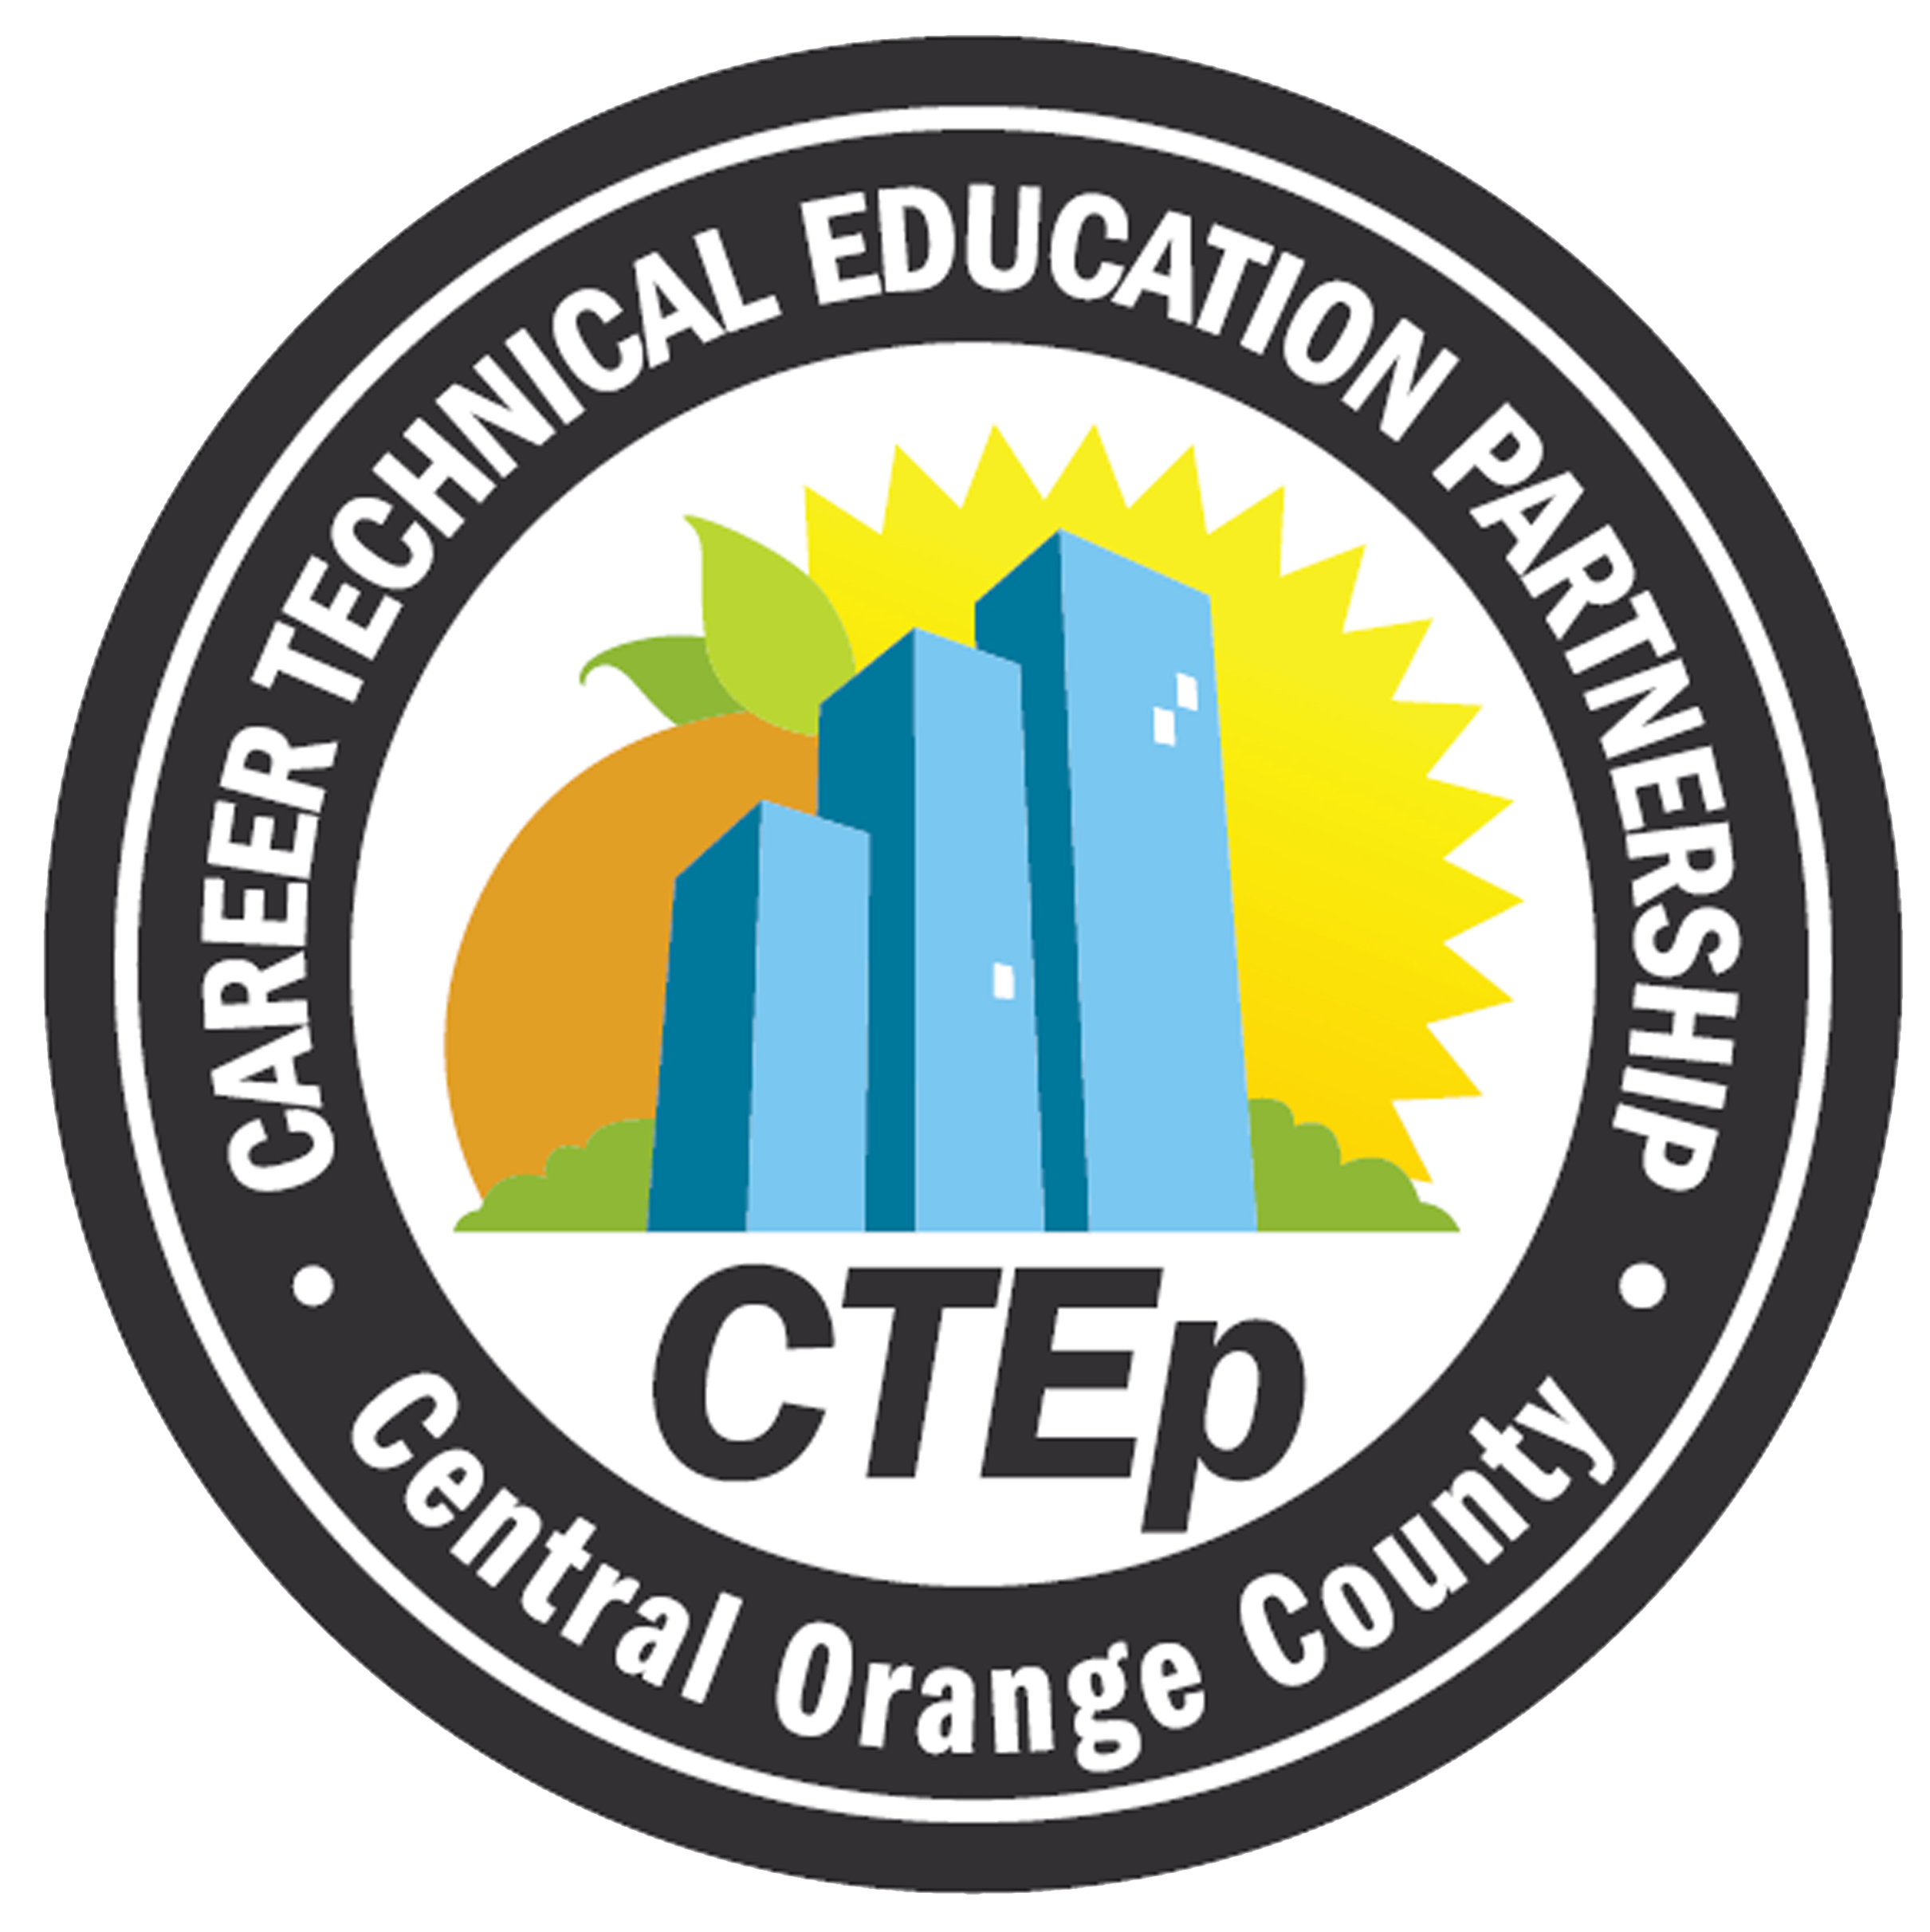 CAREER TECHNICAL EDUCATION PARTNERSHIP
CTEp
• Central Orange County •